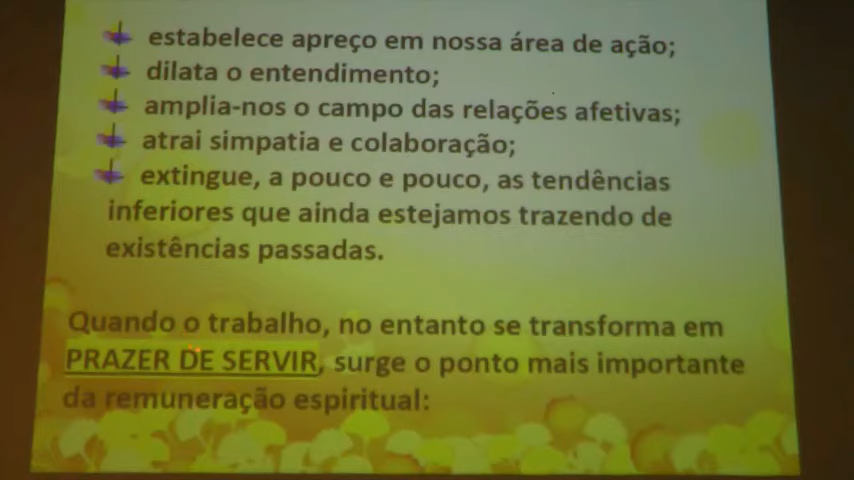 estabelece apreço em nossa área de ação;
dilata o entendimento;
amplia-nos o campo das relações afetivas;
atrai simpatia e colaboração;
extingue, a pouco e pouco, as tendências
inferiores que ainda estejamos trazendo de
existências passadas.
Quando o trabalho, no entanto se transforma em
PRAZER DE SERVIR, surge o ponto mais importante
da remuneração espiritual: